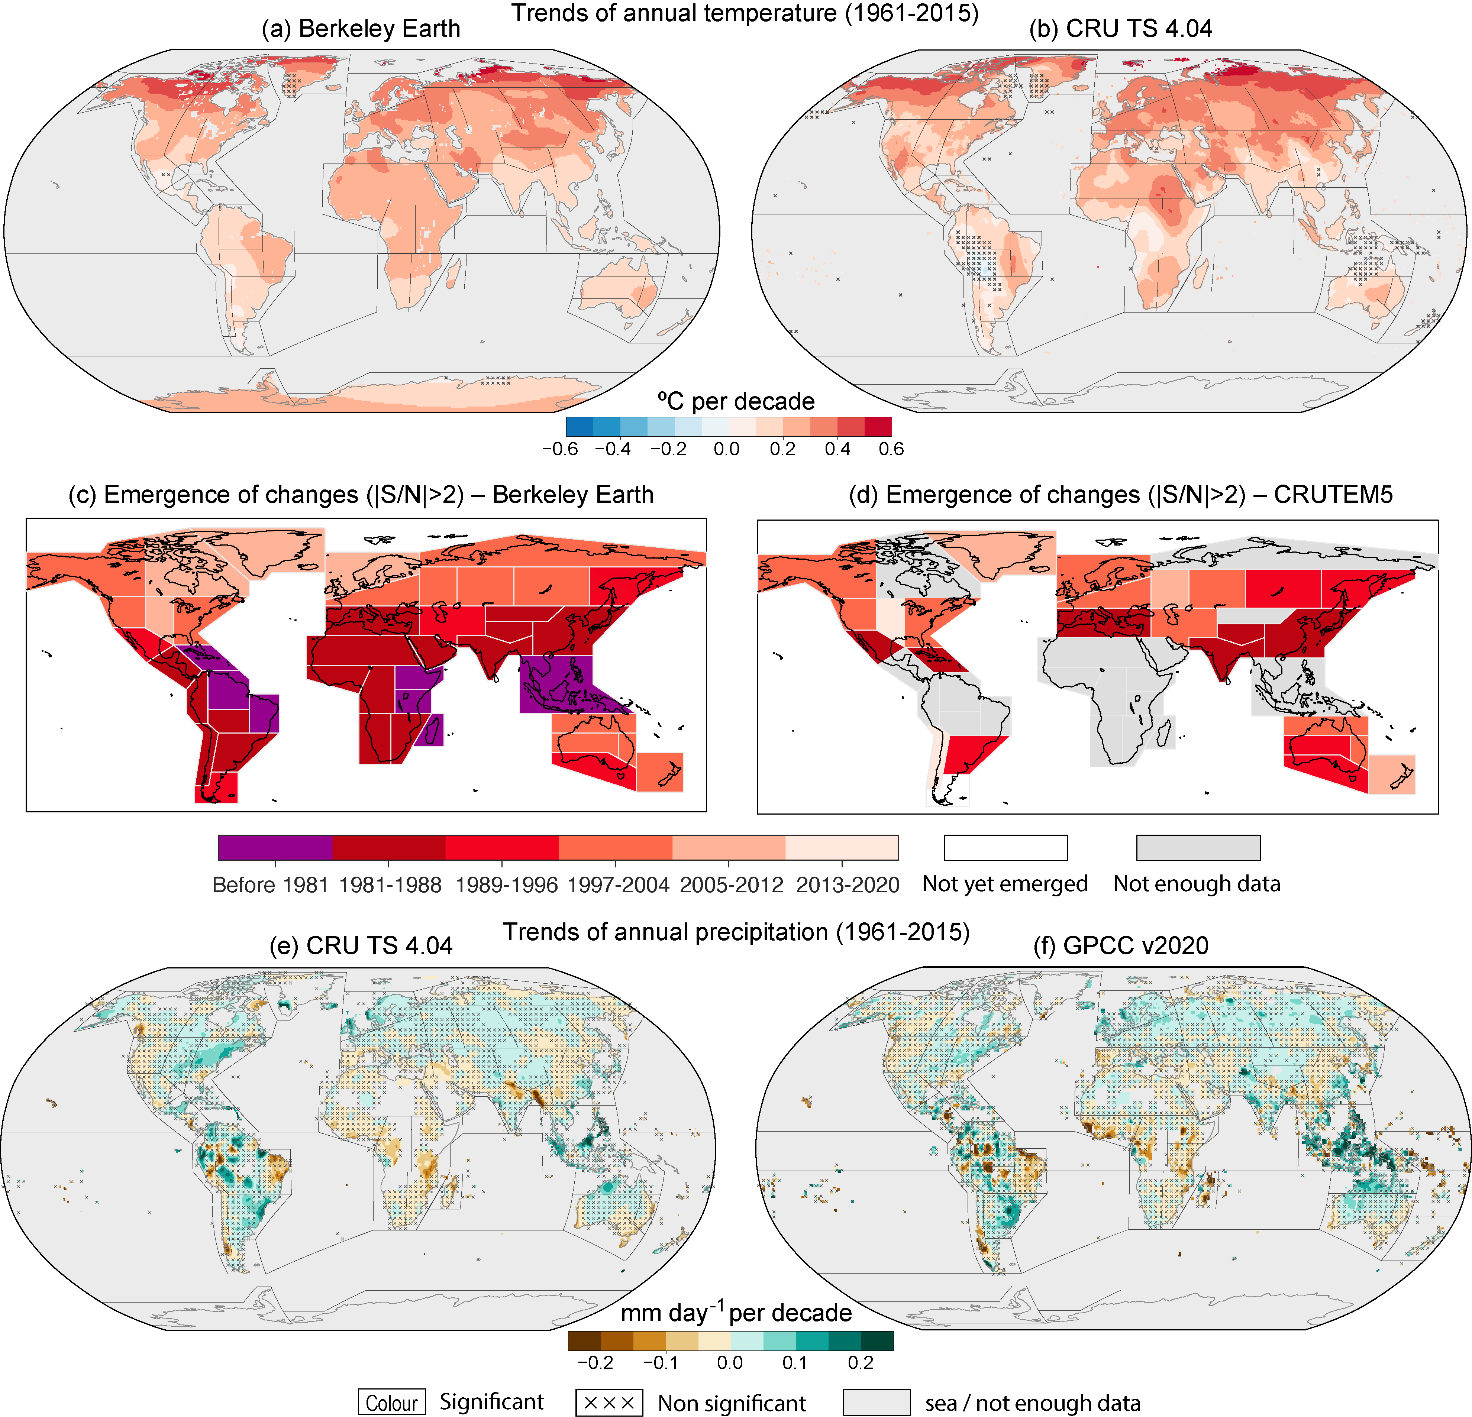 Trends of annual temperature (1961-2015)
(a) Berkeley Earth
(b) CRU TS 4.04
ºC per decade
−0.6 −0.4 −0.2 0.0 0.2 0.4 0.6
(c) Emergence of changes (|S/N|>2) – Berkeley Earth
(d) Emergence of changes (|S/N|>2) – CRUTEM5
Before 1981 1981-1988 1989-1996 1997-2004 2005-2012 2013-2020 Not yet emerged Not enough data
Trends of annual precipitation (1961-2015)
(e) CRU TS 4.04
(f) GPCC v2020
mm day-1 per decade
−0.2 −0.1 0.0 0.1 0.2
Colour Significant ××× Non significant sea / not enough data